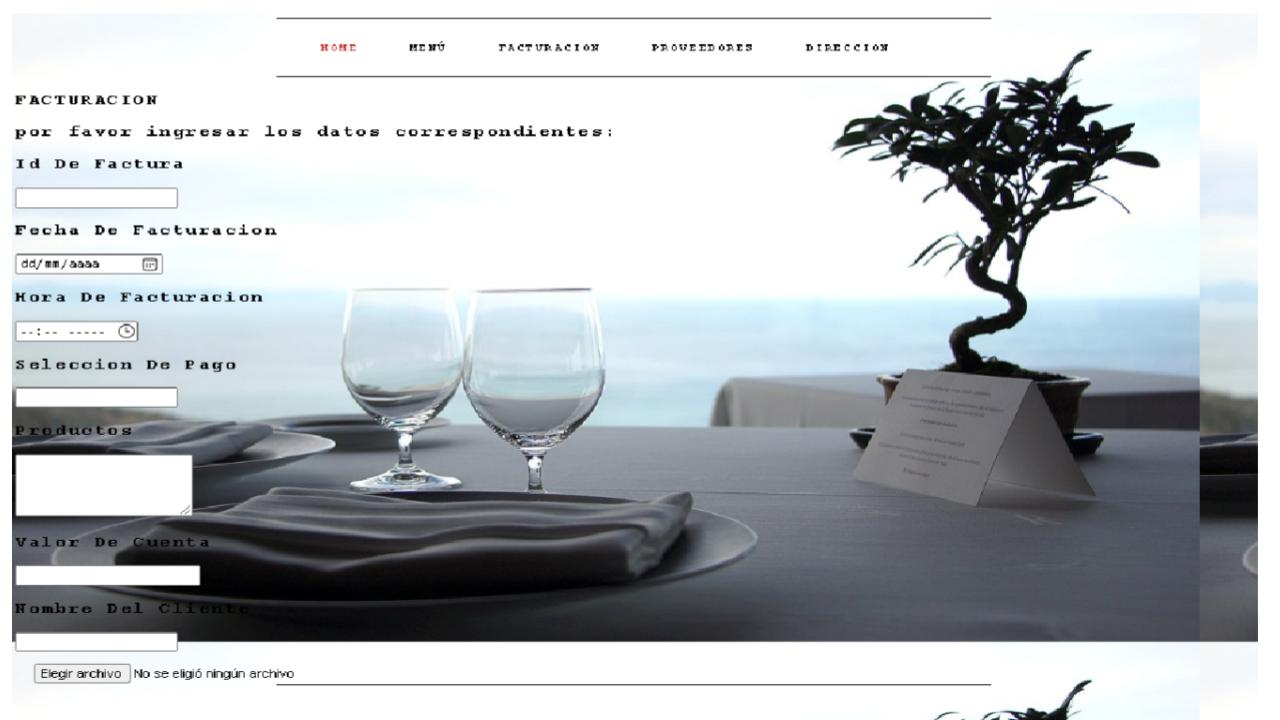 HOME MENÚ FACTURACION PROVEEDORES DIRECCION
FACTURACION
por favor ingresar los datos correspondientes:
Id De Factura
Fecha De Facturacion
dd/mm/aaaa
Hora De Facturacion
--:-- -----
Seleccion De Pago
Productos
Valor De Cuenta
Nombre Del Cliente
Elegir archivo No se eligió ningún archivo